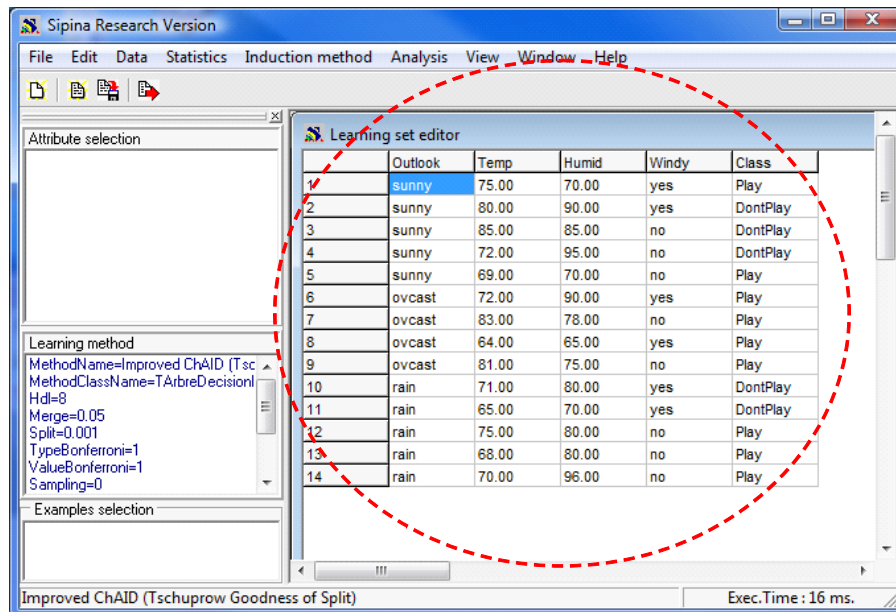 Sipina Research Version
File Edit Data Statistics Induction method Analysis View Window Help
Attribute selection
Learning method
MethodName=Improved ChAID (Tsc
MethodClassName=TArbreDecisionI
Hdl=8
Merge=0.05
Split=0.001
TypeBonferroni=1
ValueBonferroni=1
Sampling=0
Examples selection
Learning set editor
Outlook Temp Humid Windy Class
1 sunny 75.00 70.00 yes Play
2 sunny 80.00 90.00 yes DontPlay
3 sunny 85.00 85.00 no DontPlay
4 sunny 72.00 95.00 no DontPlay
5 sunny 69.00 70.00 no Play
6 ovcast 72.00 90.00 yes Play
7 ovcast 83.00 78.00 no Play
8 ovcast 64.00 65.00 yes Play
9 ovcast 81.00 75.00 no Play
10 rain 71.00 80.00 yes DontPlay
11 rain 65.00 70.00 yes DontPlay
12 rain 75.00 80.00 no Play
13 rain 68.00 80.00 no Play
14 rain 70.00 96.00 no Play
Improved ChAID (Tschuprow Goodness of Split) Exec.Time : 16 ms.